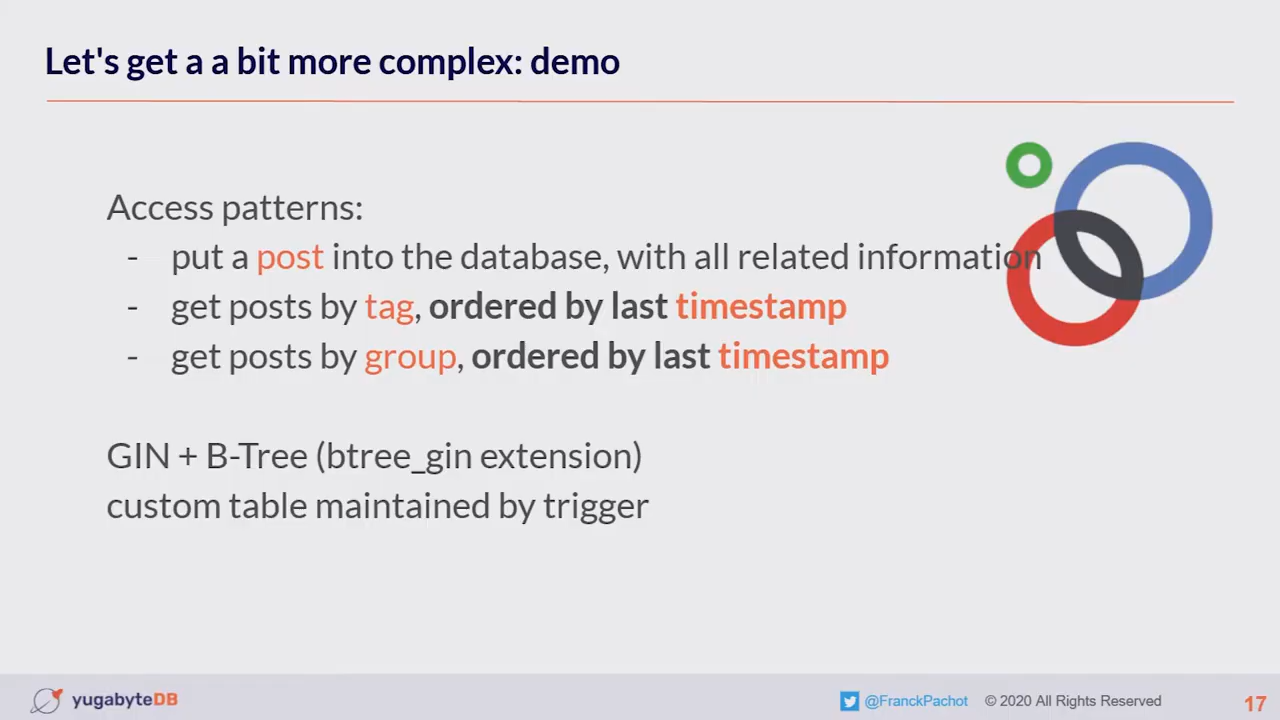 Let's get a a bit more complex: demo
Access patterns:
- put a post into the database, with all related information
- get posts by tag, ordered by last timestamp
- get posts by group, ordered by last timestamp
GIN + B-Tree (btree_gin extension)
custom table maintained by trigger
yugabyteDB
@FranckPachot © 2020 All Rights Reserved
17